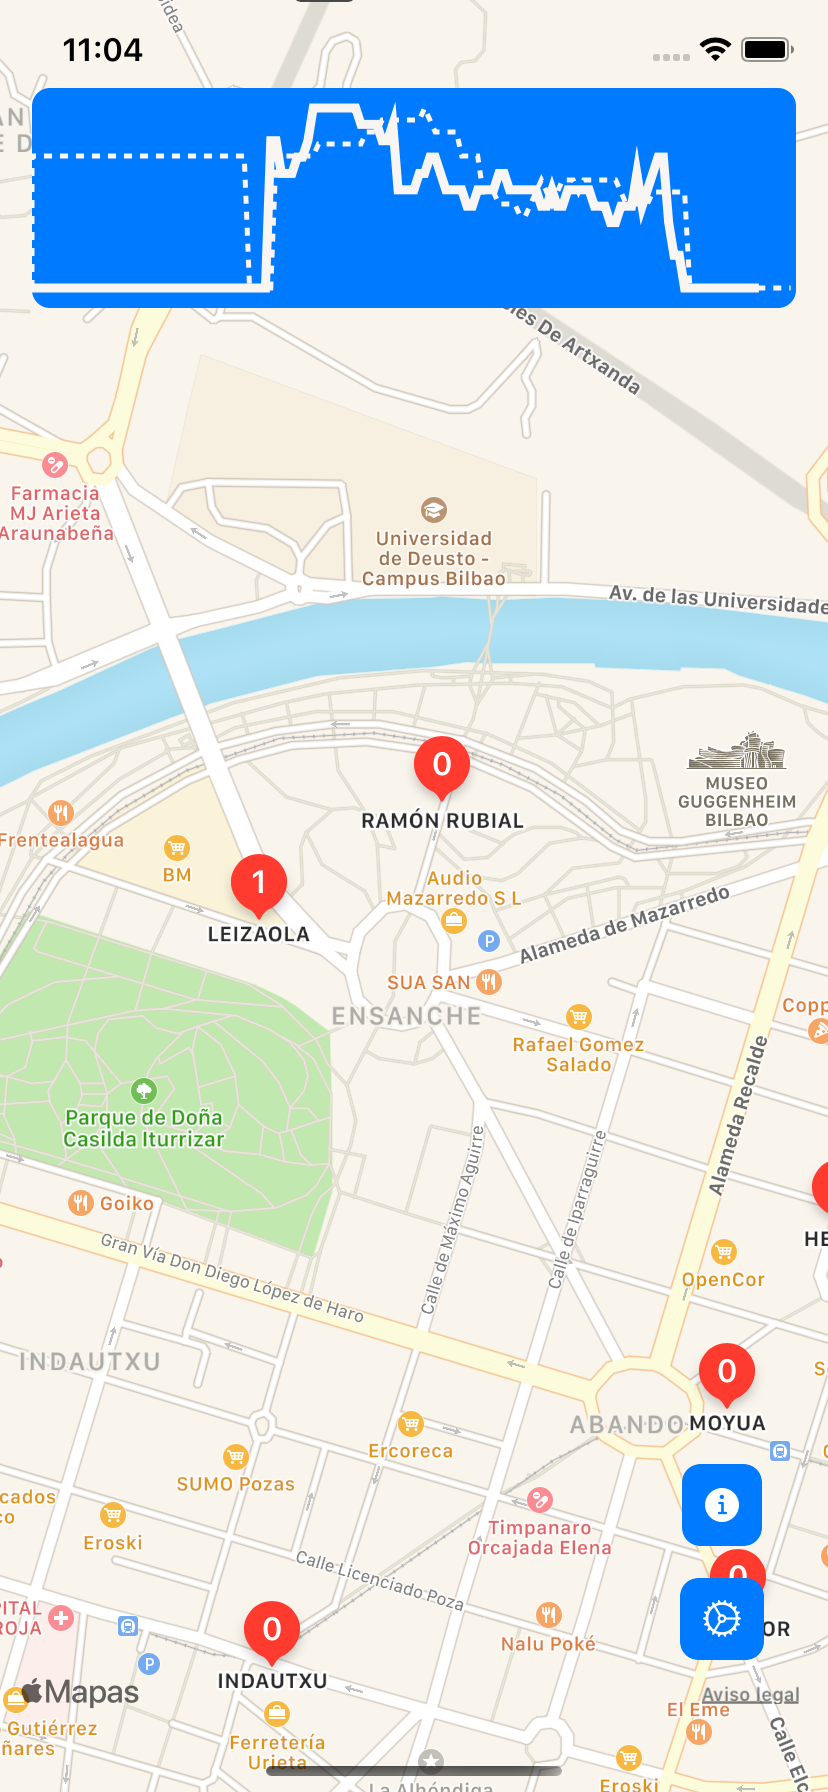 11:04
bles De Artxanda
Farmacia
MJ Arieta
Araunabeña
Universidad
de Deusto -
Campus Bilbao
Av. de las Universidade
0
RAMÓN RUBIAL
MUSEO
GUGGENHEIM
BILBAO
Frentealagua
BM
1
LEIZAOLA
Audio
Mazarredo S L
P
Alameda de Mazarredo
SUA SAN
ENSANCHE
Rafael Gomez
Salado
Copp
Alameda Recalde
Parque de Doña
Casilda Iturrizar
Calle de Máximo Aguirre
Calle de Iparraguirre
Goiko
HE
Gran Vía Don Diego López de Haro
OpenCor
INDAUTXU
0
ABANDO
MOYUA
Ercoreca
SUMO Pozas
cados
co
Eroski
Timpanaro
Orcajada Elena
Calle Licenciado Poza
0
OR
PITAL
ROJA
0
P
Nalu Poké
INDAUTXU
Mapas
Aviso legal
El Eme
Gutiérrez
ñares
Ferretería
Urieta
Calle Elc
La Alhóndiga
Eroski